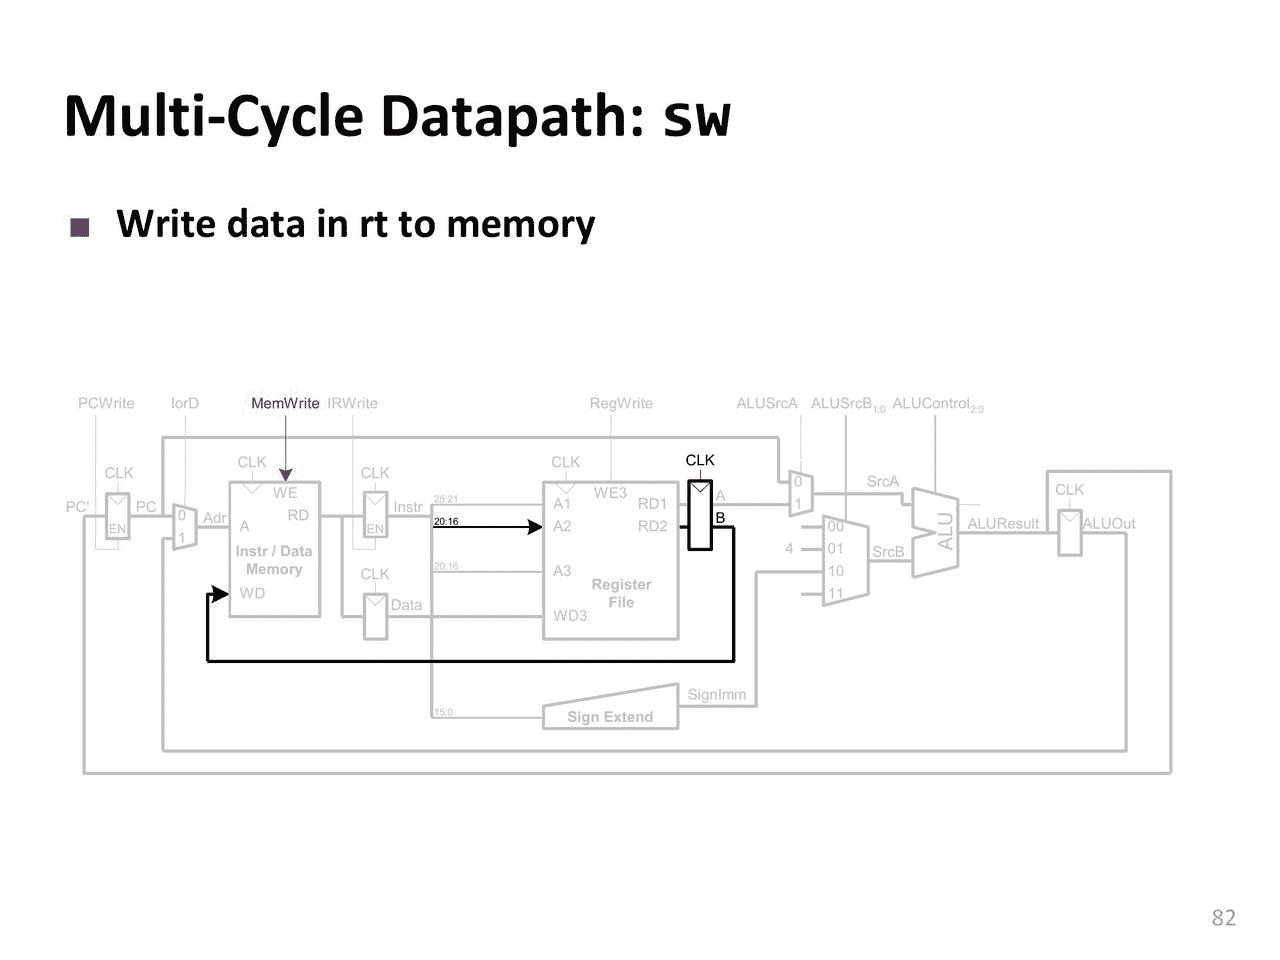 Multi-Cycle Datapath: sw
Write data in rt to memory
PCWrite IorD MemWrite IRWrite RegWrite ALUSrcA ALUSrcB1:0 ALUControl2:0
CLK CLK CLK CLK CLK CLK
PC' PC EN 0 1 Adr A WE RD Instr / Data Memory WD
EN Instr Data CLK
25:21 20:16 20:16 15:0
A1 A2 A3 WD3 WE3 RD1 RD2 Register File
A B 0 1 SrcA
4 00 01 10 11 SrcB
ALU ALUResult ALUOut
Sign Extend SignImm
82